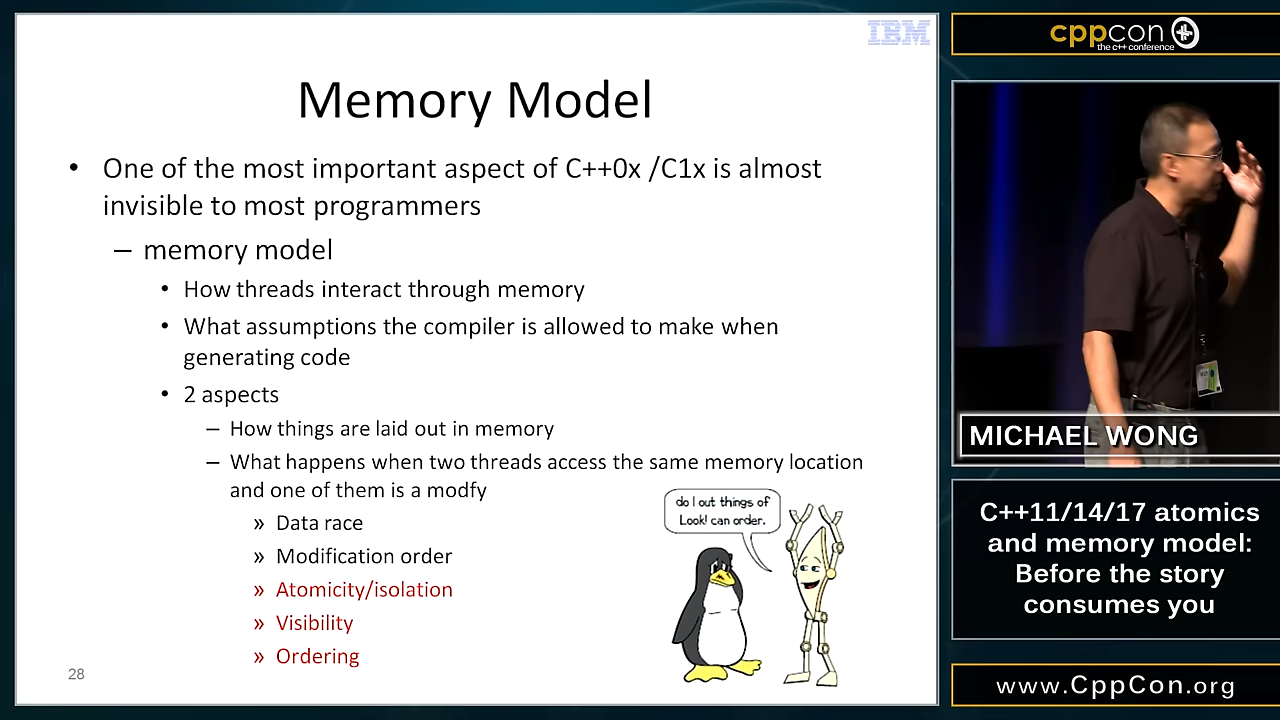 IBM
Memory Model
• One of the most important aspect of C++0x /C1x is almost
invisible to most programmers
– memory model
• How threads interact through memory
• What assumptions the compiler is allowed to make when
generating code
• 2 aspects
– How things are laid out in memory
– What happens when two threads access the same memory location
and one of them is a modfy
» Data race
» Modification order
» Atomicity/isolation
» Visibility
» Ordering
do I out things of
Look! can order.
28
cppcon
the c++ conference
MICHAEL WONG
C++11/14/17 atomics
and memory model:
Before the story
consumes you
www.CppCon.org